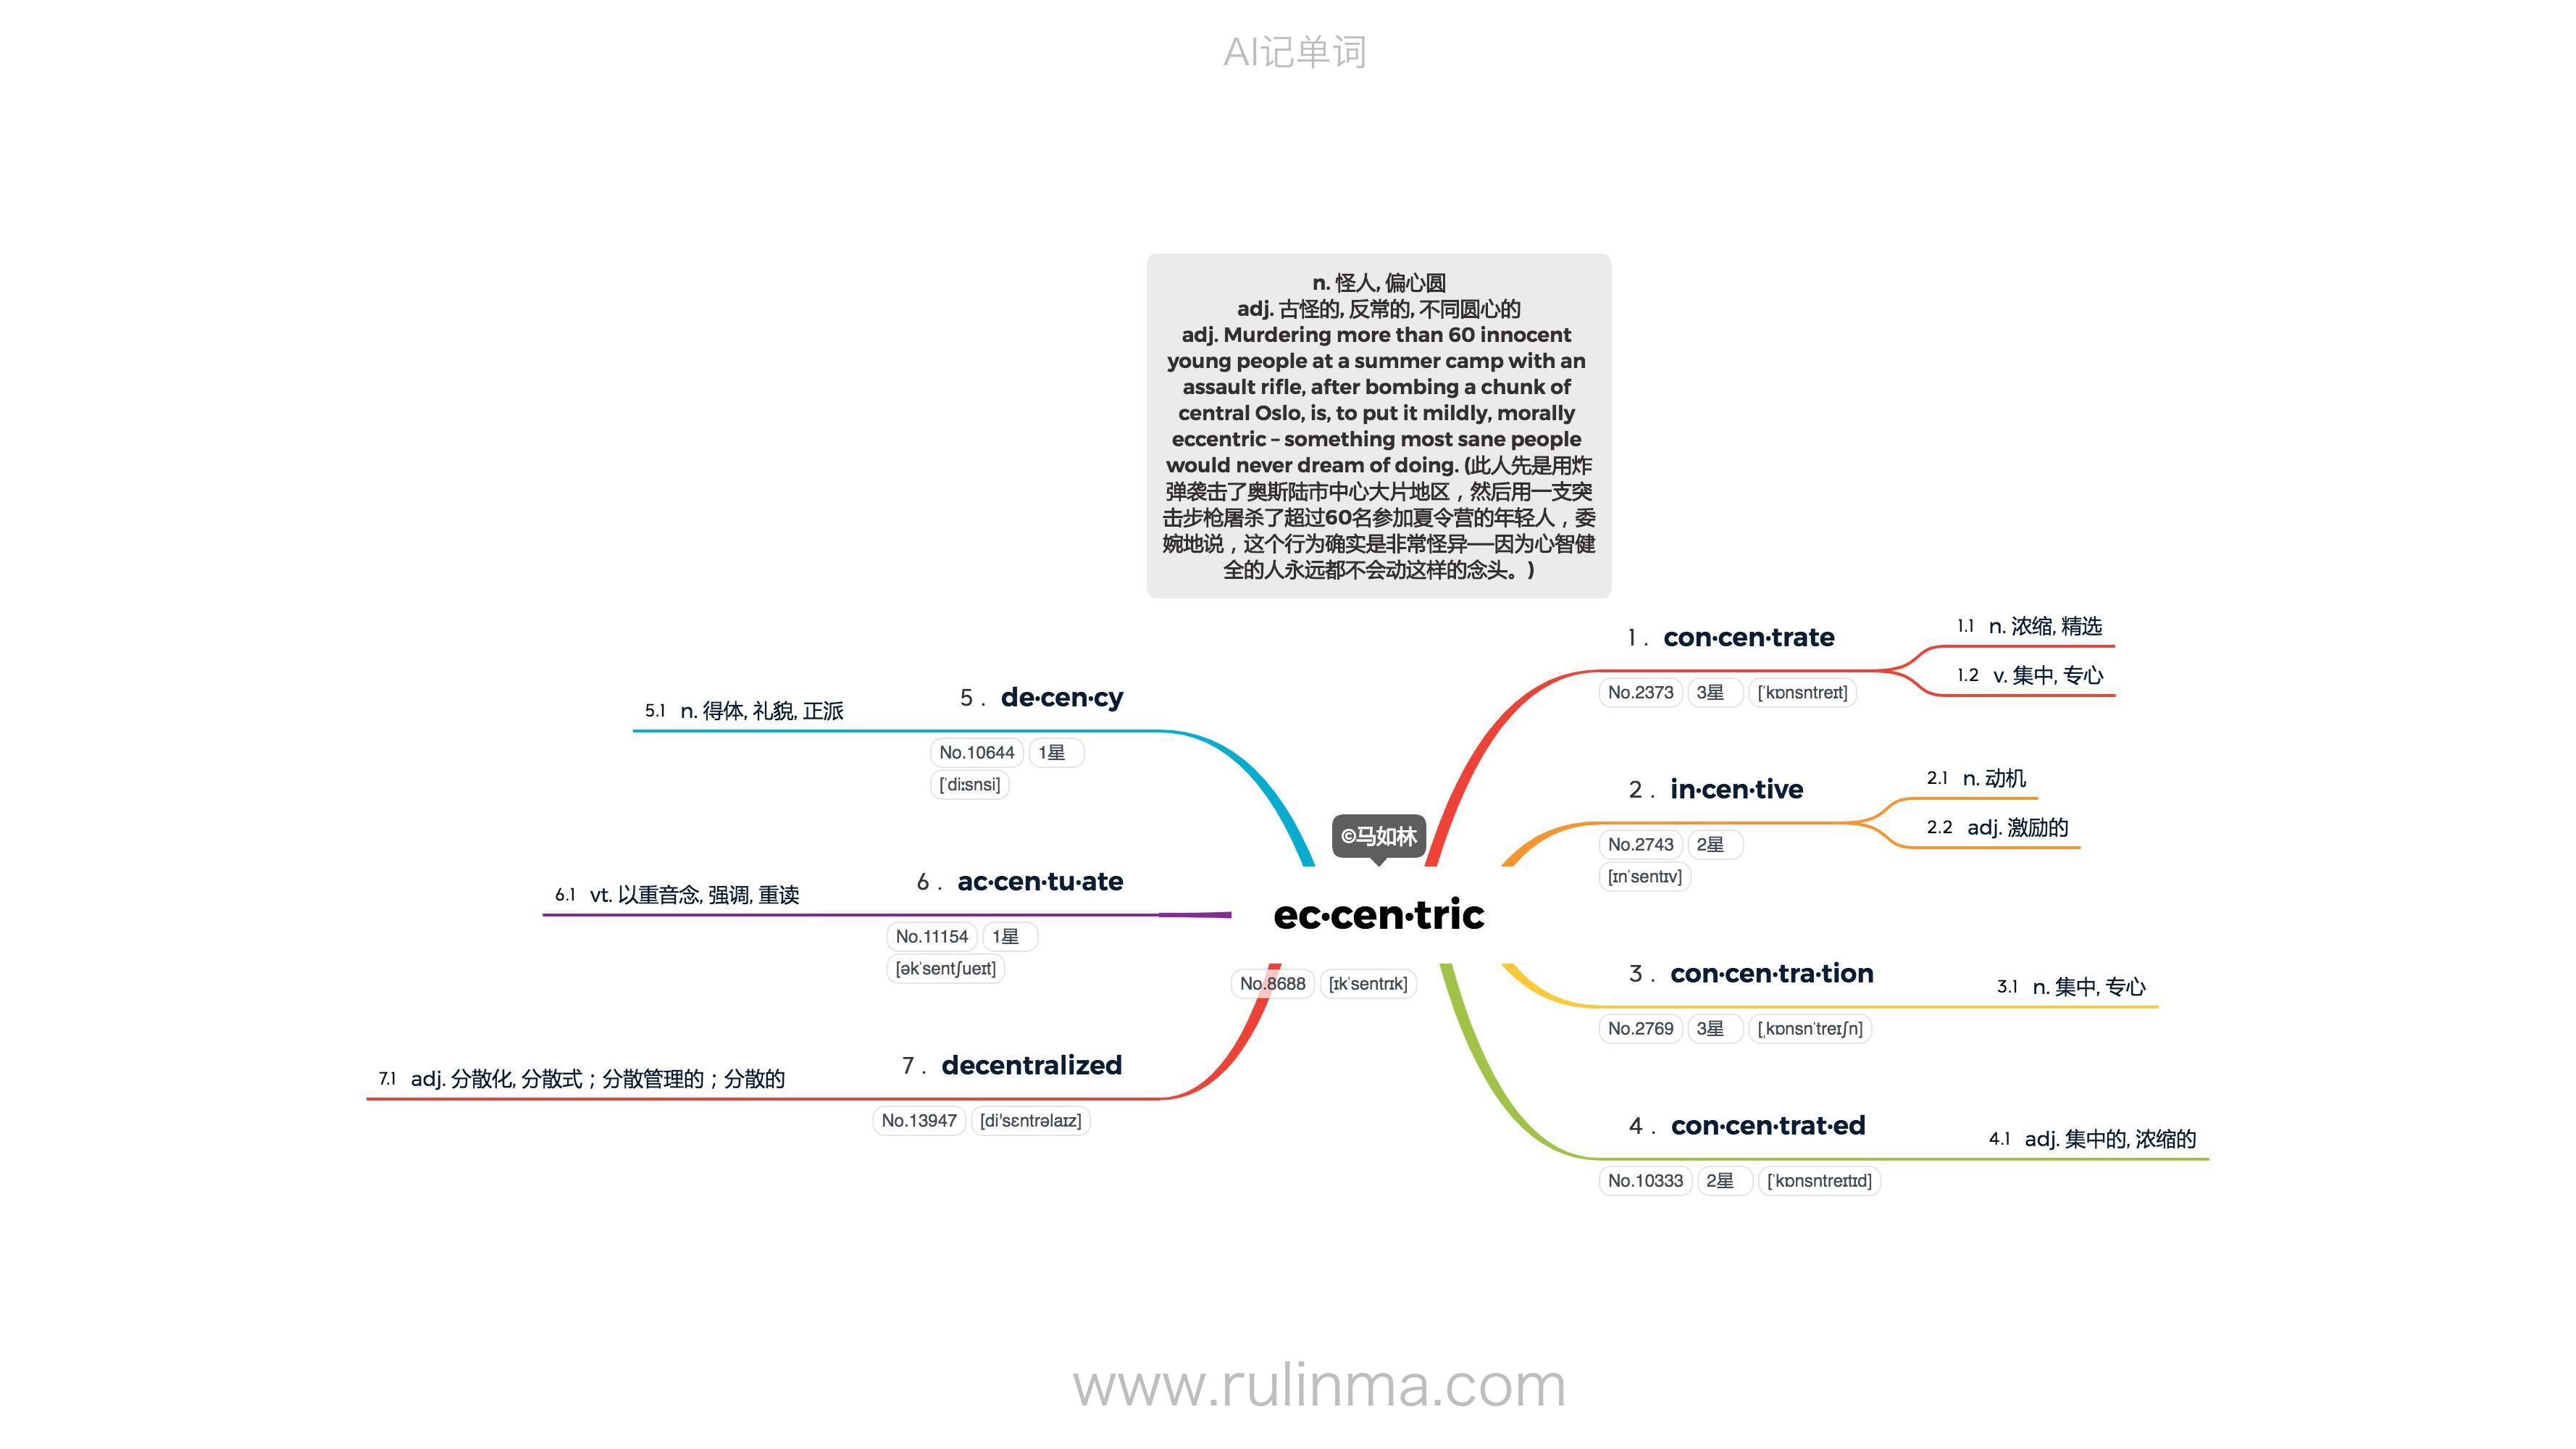 AI记单词
n. 怪人, 偏心圆
adj. 古怪的, 反常的, 不同圆心的
adj. Murdering more than 60 innocent
young people at a summer camp with an
assault rifle, after bombing a chunk of
central Oslo, is, to put it mildly, morally
eccentric – something most sane people
would never dream of doing. (此人先是用炸
弹袭击了奥斯陆市中心大片地区，然后用一支突
击步枪屠杀了超过60名参加夏令营的年轻人，委
婉地说，这个行为确实是非常怪异──因为心智健
全的人永远都不会动这样的念头。)
©马如林
ec·cen·tric
No.8688 [ɪkˈsentrɪk]
1 . con·cen·trate
No.2373 3星 [ˈkɒnsntreɪt]
1.1 n. 浓缩, 精选
1.2 v. 集中, 专心
2 . in·cen·tive
No.2743 2星
[ɪnˈsentɪv]
2.1 n. 动机
2.2 adj. 激励的
3 . con·cen·tra·tion
No.2769 3星 [ˌkɒnsnˈtreɪʃn]
3.1 n. 集中, 专心
4 . con·cen·trat·ed
No.10333 2星 [ˈkɒnsntreɪtɪd]
4.1 adj. 集中的, 浓缩的
5 . de·cen·cy
No.10644 1星
[ˈdiːsnsi]
5.1 n. 得体, 礼貌, 正派
6 . ac·cen·tu·ate
No.11154 1星
[əkˈsentʃueɪt]
6.1 vt. 以重音念, 强调, 重读
7 . decentralized
No.13947 [di'sɛntrəlaɪz]
7.1 adj. 分散化, 分散式；分散管理的；分散的
www.rulinma.com